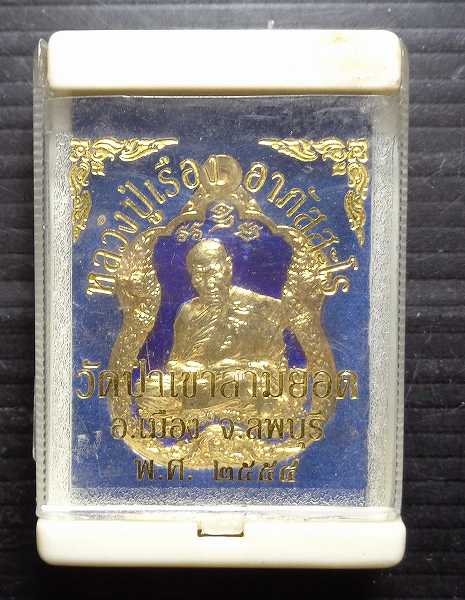 หลวงปู่เรือง อาภัสสะโร
วัดเขาสามยอด
อ.เมือง จ.ลพบุรี
พ.ศ. ๒๕๕๔